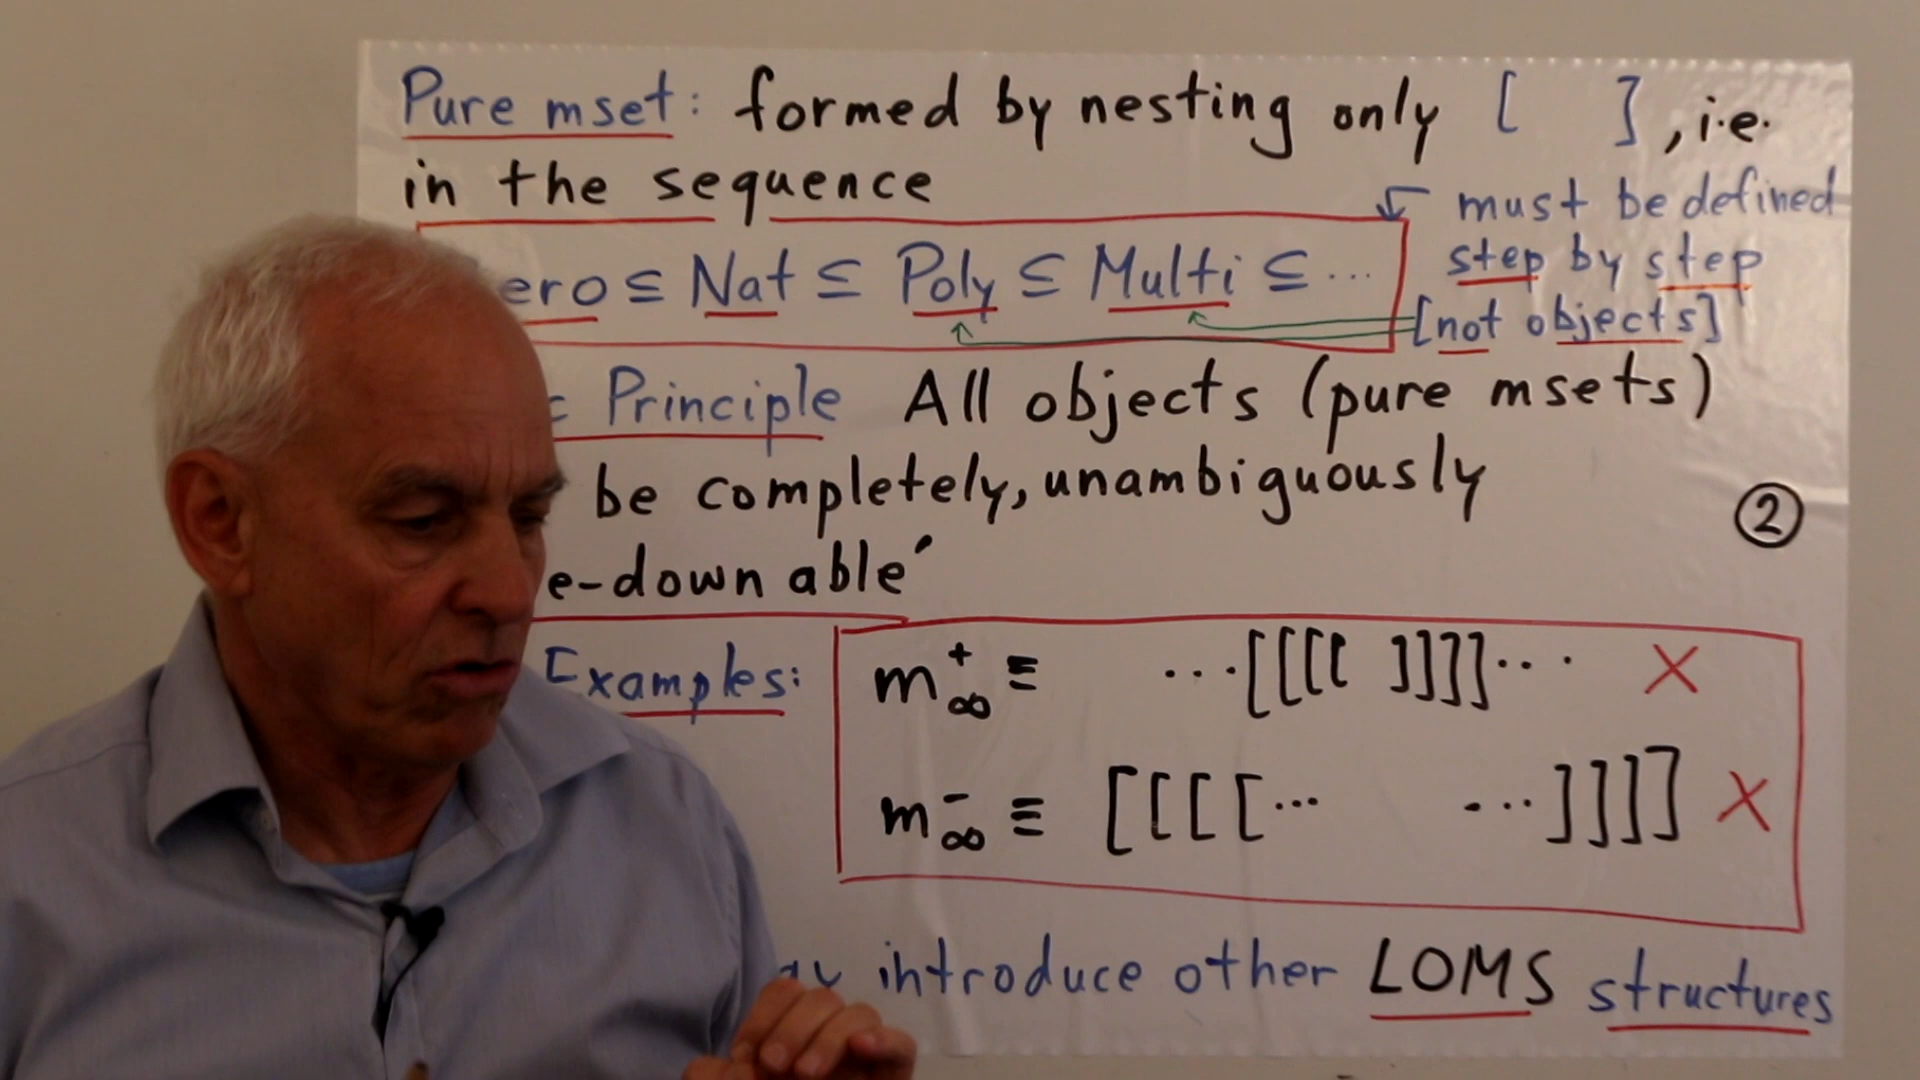 Pure mset: formed by nesting only [ ], i.e.
in the sequence
must be defined
step by step
[not objects]
ero ⊆ Nat ⊆ Poly ⊆ Multi ⊆ ...
c Principle All objects (pure msets)
be completely, unambiguously
e-down able'
②
Examples:
m∞⁺ ≡ ...[[[[ ]]]]... X
m∞⁻ ≡ [[[[... ...]]]] X
introduce other LOMS structures